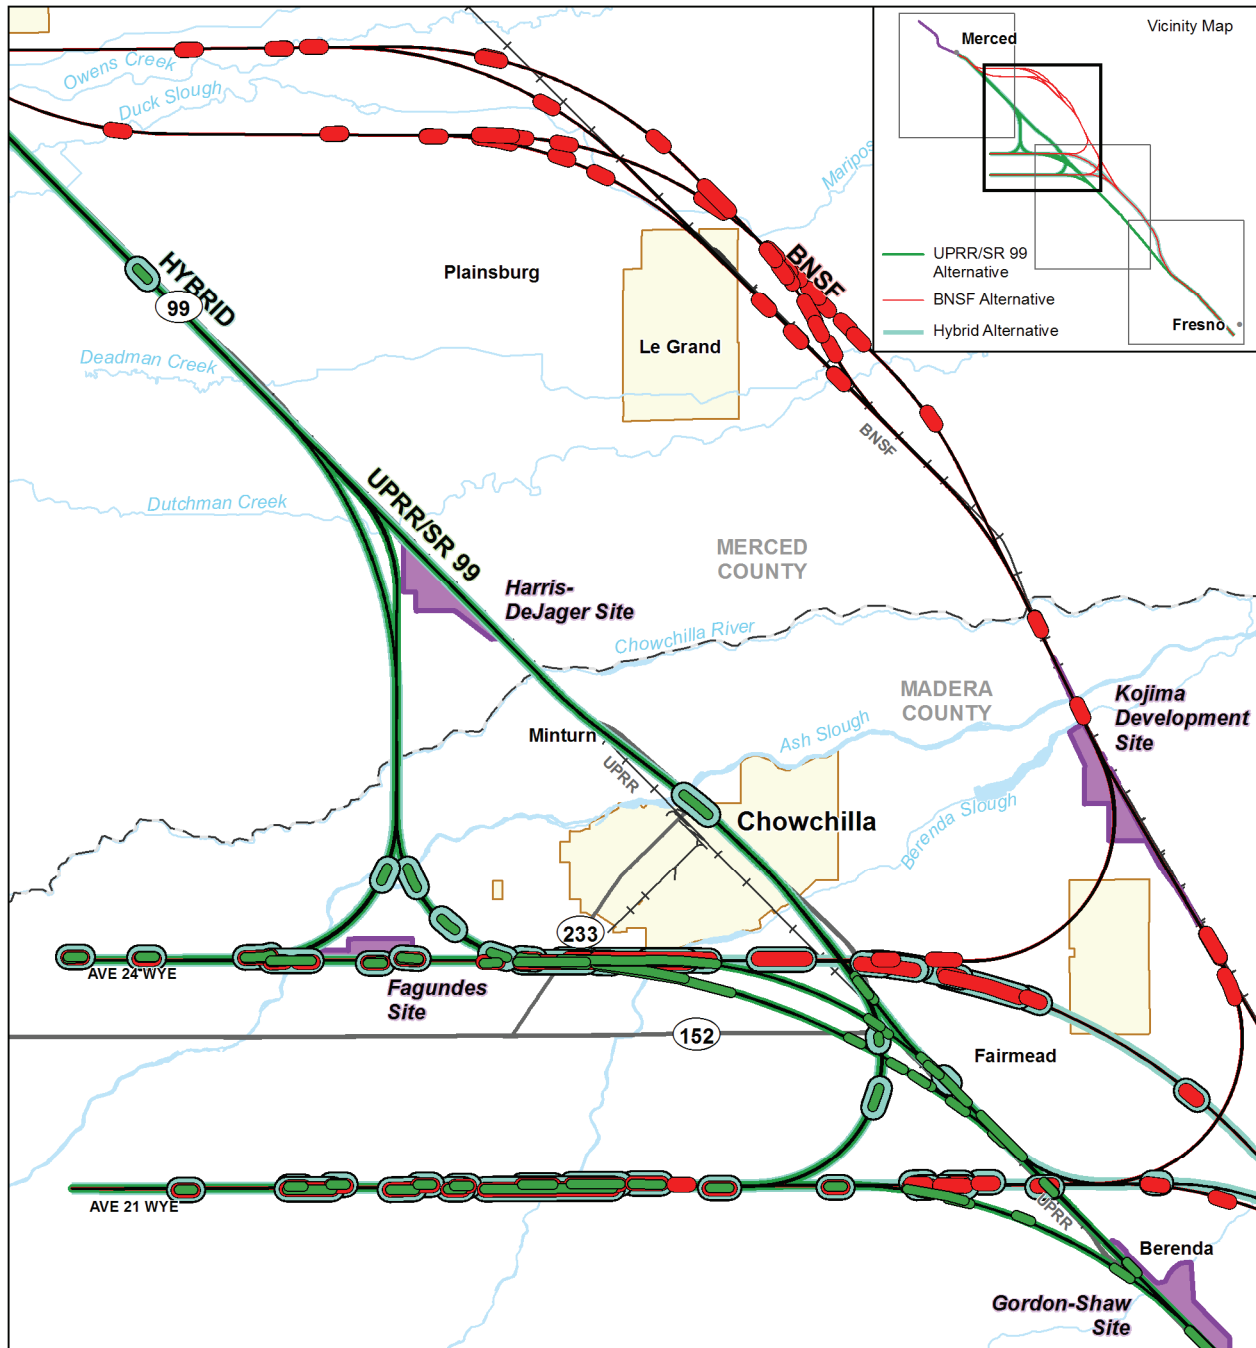 Vicinity Map
Merced
Fresno
UPRR/SR 99
Alternative
BNSF Alternative
Hybrid Alternative
Owens Creek
Duck Slough
Maripos
HYBRID
99
Plainsburg
BNSF
Le Grand
Deadman Creek
BNSF
Dutchman Creek
UPRR/SR 99
MERCED
COUNTY
Harris-
DeJager Site
Chowchilla River
MADERA
COUNTY
Kojima
Development
Site
Minturn
Ash Slough
UPRR
Chowchilla
Berenda Slough
233
AVE 24 WYE
Fagundes
Site
152
Fairmead
AVE 21 WYE
UPRR
Berenda
Gordon-Shaw
Site